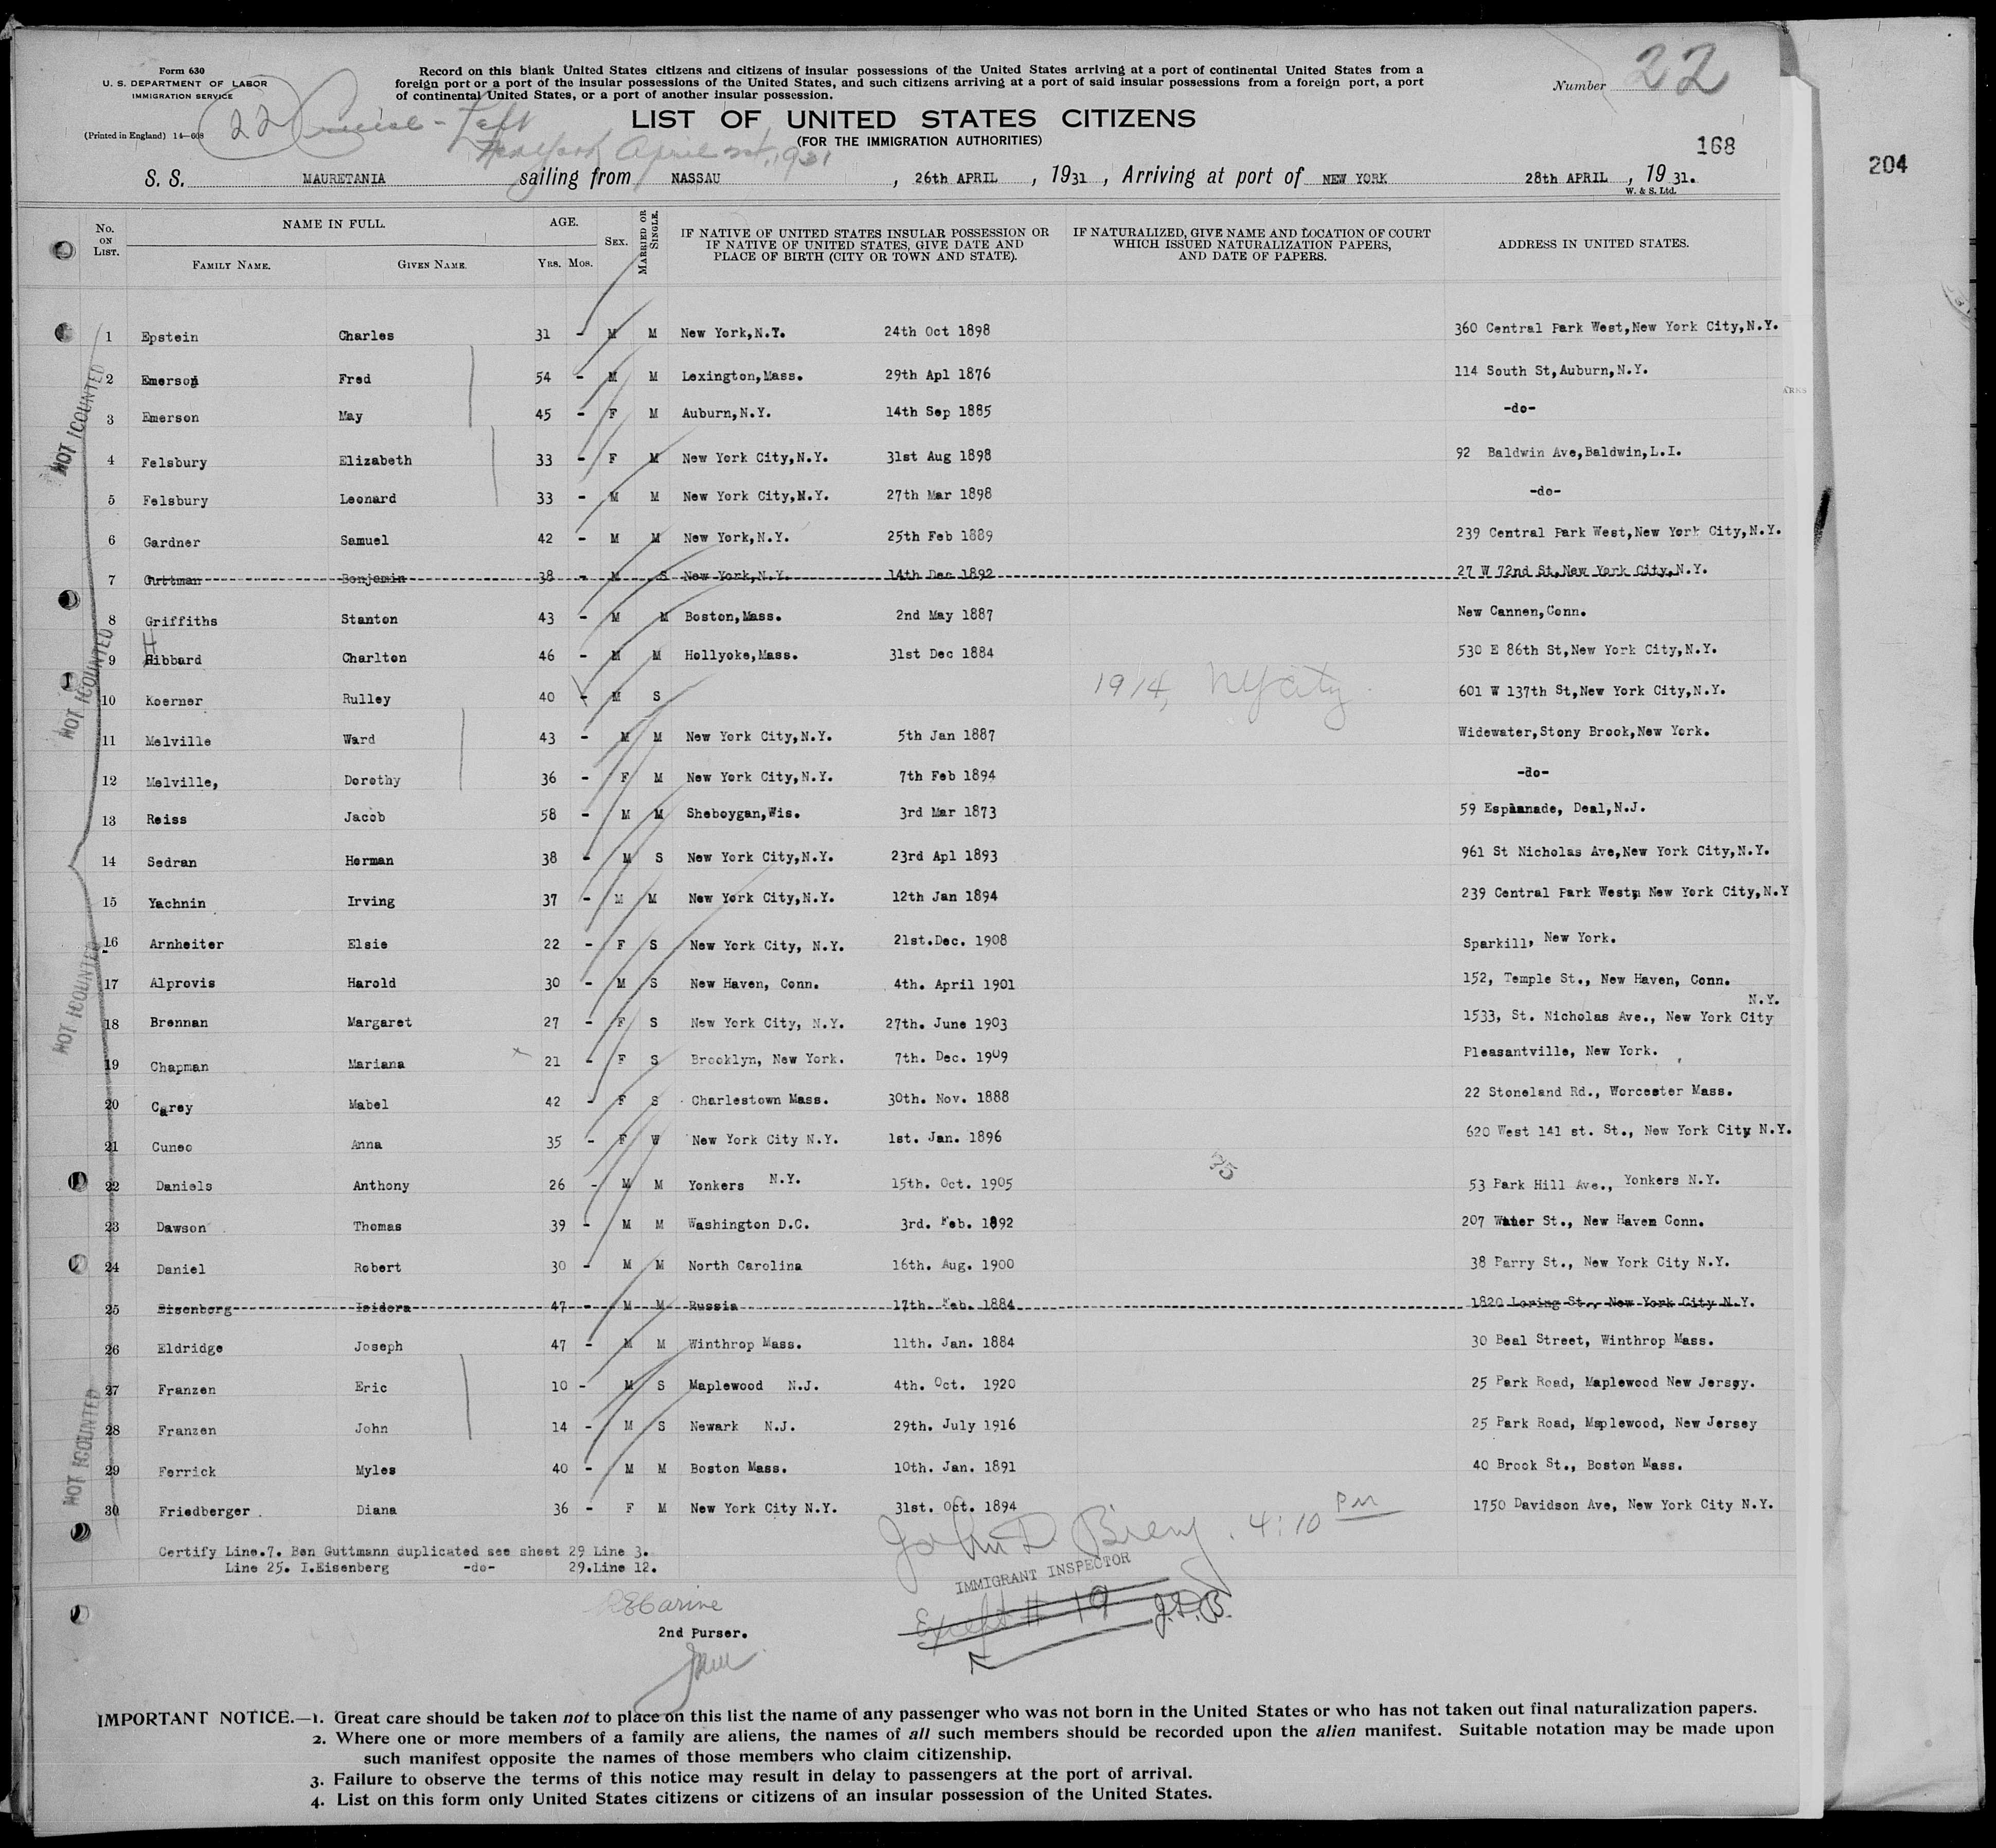 Form 630
U. S. DEPARTMENT OF LABOR
IMMIGRATION SERVICE
(Printed in England) 14—608
Record on this blank United States citizens and citizens of insular possessions of the United States arriving at a port of continental United States from a
foreign port or a port of the insular possessions of the United States, and such citizens arriving at a port of said insular possessions from a foreign port, a port
of continental United States, or a port of another insular possession.
Number 22
22 Cruise - Left
New York April 21st, 1931
LIST OF UNITED STATES CITIZENS
(FOR THE IMMIGRATION AUTHORITIES)
168
204
S. S. MAURETANIA sailing from NASSAU , 26th APRIL , 1931 , Arriving at port of NEW YORK 28th APRIL , 19 31.
W. & S. Ltd.
No. ON LIST. NAME IN FULL. FAMILY NAME. GIVEN NAME. AGE. YRS. MOS. SEX. MARRIED OR SINGLE. IF NATIVE OF UNITED STATES INSULAR POSSESSION OR IF NATIVE OF UNITED STATES, GIVE DATE AND PLACE OF BIRTH (CITY OR TOWN AND STATE). IF NATURALIZED, GIVE NAME AND LOCATION OF COURT WHICH ISSUED NATURALIZATION PAPERS, AND DATE OF PAPERS. ADDRESS IN UNITED STATES.
1 Epstein Charles 31 - M M New York,N.Y. 24th Oct 1898 360 Central Park West,New York City,N.Y.
2 Emerson Fred 54 - M M Lexington,Mass. 29th Apl 1876 114 South St,Auburn,N.Y.
3 Emerson May 45 - F M Auburn,N.Y. 14th Sep 1885 -do-
4 Felsbury Elizabeth 33 - F M New York City,N.Y. 31st Aug 1898 92 Baldwin Ave,Baldwin,L.I.
5 Felsbury Leonard 33 - M M New York City,N.Y. 27th Mar 1898 -do-
6 Gardner Samuel 42 - M M New York,N.Y. 25th Feb 1889 239 Central Park West,New York City,N.Y.
7 Guttman Benjamin 38 - M S New York,N.Y. 14th Dec 1892 27 W 72nd St,New York City,N.Y.
8 Griffiths Stanton 43 - M M Boston,Mass. 2nd May 1887 New Cannen,Conn.
9 Hibbard Charlton 46 - M M Hollyoke,Mass. 31st Dec 1884 530 E 86th St,New York City,N.Y.
10 Koerner Rulley 40 - M S 1914, NY City 601 W 137th St,New York City,N.Y.
11 Melville Ward 43 - M M New York City,N.Y. 5th Jan 1887 Widewater,Stony Brook,New York.
12 Melville, Dorothy 36 - F M New York City,N.Y. 7th Feb 1894 -do-
13 Reiss Jacob 58 - M M Sheboygan,Wis. 3rd Mar 1873 59 Esplanade, Deal,N.J.
14 Sedran Herman 38 - M S New York City,N.Y. 23rd Apl 1893 961 St Nicholas Ave,New York City,N.Y.
15 Yachnin Irving 37 - M M New York City,N.Y. 12th Jan 1894 239 Central Park West, New York City,N.Y
16 Arnheiter Elsie 22 - F S New York City, N.Y. 21st.Dec. 1908 Sparkill, New York.
17 Alprovis Harold 30 - M S New Haven, Conn. 4th. April 1901 152, Temple St., New Haven, Conn.
N.Y.
18 Brennan Margaret 27 - F S New York City, N.Y. 27th. June 1903 1533, St. Nicholas Ave., New York City
19 Chapman Mariana x 21 - F S Brooklyn, New York. 7th. Dec. 1909 Pleasantville, New York.
20 Carey Mabel 42 - F S Charlestown Mass. 30th. Nov. 1888 22 Stoneland Rd., Worcester Mass.
21 Cuneo Anna 35 - F W New York City N.Y. 1st. Jan. 1896 620 West 141 st. St., New York City N.Y.
75
22 Daniels Anthony 26 - M M Yonkers N.Y. 15th. Oct. 1905 53 Park Hill Ave., Yonkers N.Y.
23 Dawson Thomas 39 - M M Washington D.C. 3rd. Feb. 1892 207 Water St., New Haven Conn.
24 Daniel Robert 30 - M M North Carolina 16th. Aug. 1900 38 Parry St., New York City N.Y.
25 Eisenberg Isidora 47 - M M Russia 17th. Feb. 1884 1820 Loring St., New York City N.Y.
26 Eldridge Joseph 47 - M M Winthrop Mass. 11th. Jan. 1884 30 Beal Street, Winthrop Mass.
27 Franzen Eric 10 - M S Maplewood N.J. 4th. Oct. 1920 25 Park Road, Maplewood New Jersey.
28 Franzen John 14 - M S Newark N.J. 29th. July 1916 25 Park Road, Maplewood, New Jersey
29 Ferrick Myles 40 - M M Boston Mass. 10th. Jan. 1891 40 Brook St., Boston Mass.
30 Friedberger Diana 36 - F M New York City N.Y. 31st. Oct. 1894 1750 Davidson Ave, New York City N.Y.
NOT ICOUNTED
NOT ICOUNTED
NOT ICOUNTED
NOT ICOUNTED
Certify Line.7. Ben Guttmann duplicated see sheet 29 Line 3.
Line 25. I.Eisenberg -do- 29.Line 12.
John D 4:10 PM
IMMIGRANT INSPECTOR
Except # 19 J.D.B.
2nd Purser.
IMPORTANT NOTICE.—1. Great care should be taken not to place on this list the name of any passenger who was not born in the United States or who has not taken out final naturalization papers.
2. Where one or more members of a family are aliens, the names of all such members should be recorded upon the alien manifest. Suitable notation may be made upon
such manifest opposite the names of those members who claim citizenship.
3. Failure to observe the terms of this notice may result in delay to passengers at the port of arrival.
4. List on this form only United States citizens or citizens of an insular possession of the United States.